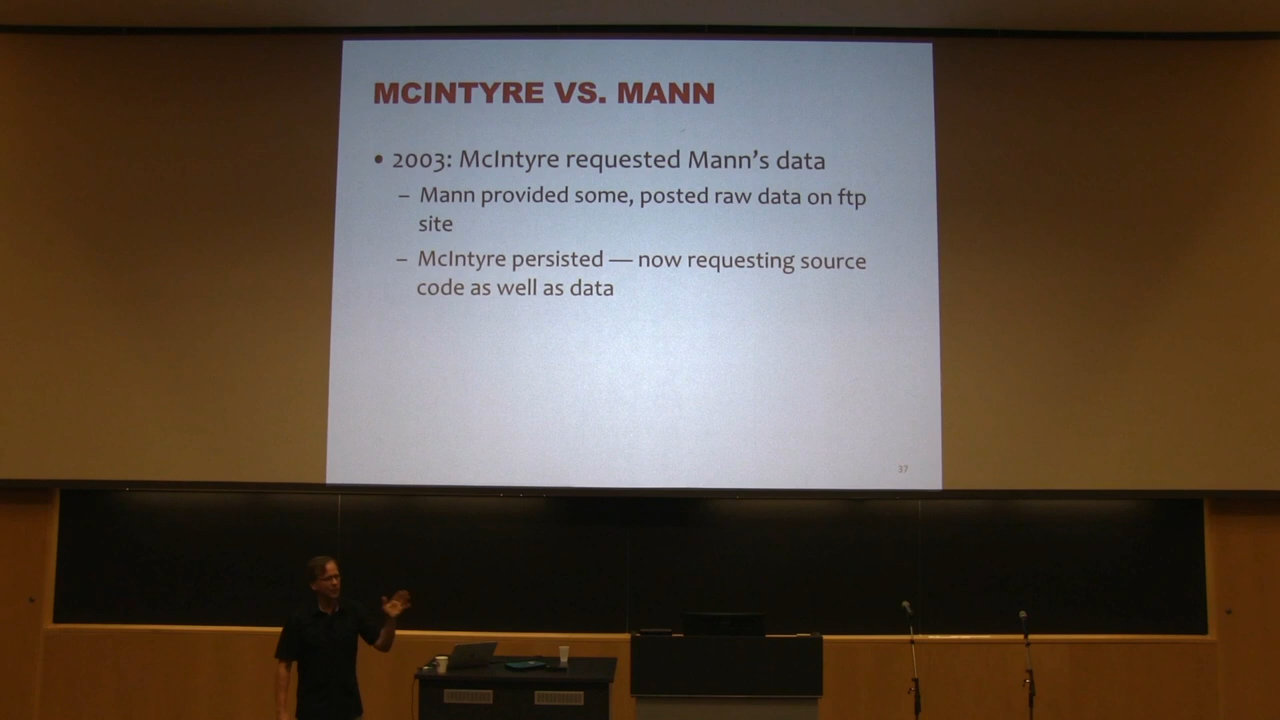 MCINTYRE VS. MANN
• 2003: McIntyre requested Mann's data
– Mann provided some, posted raw data on ftp
site
– McIntyre persisted — now requesting source
code as well as data
37